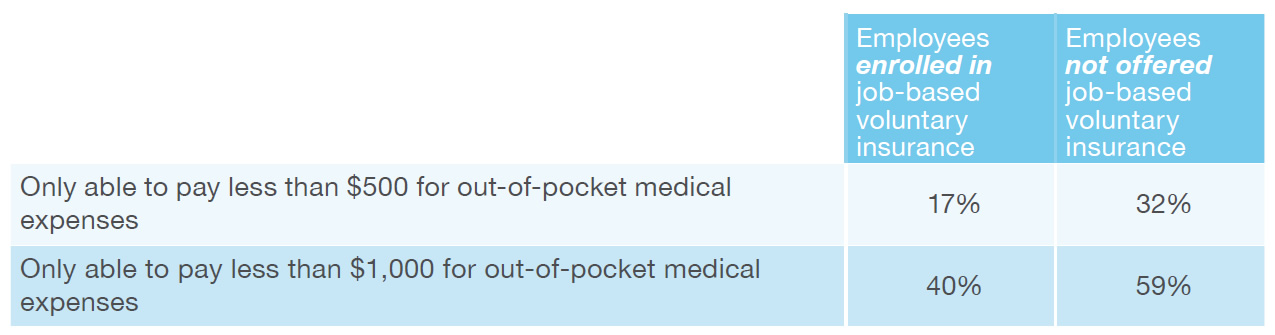 Employees
enrolled in
job-based
voluntary
insurance
Employees
not offered
job-based
voluntary
insurance
Only able to pay less than $500 for out-of-pocket medical
expenses
17%
32%
Only able to pay less than $1,000 for out-of-pocket medical
expenses
40%
59%